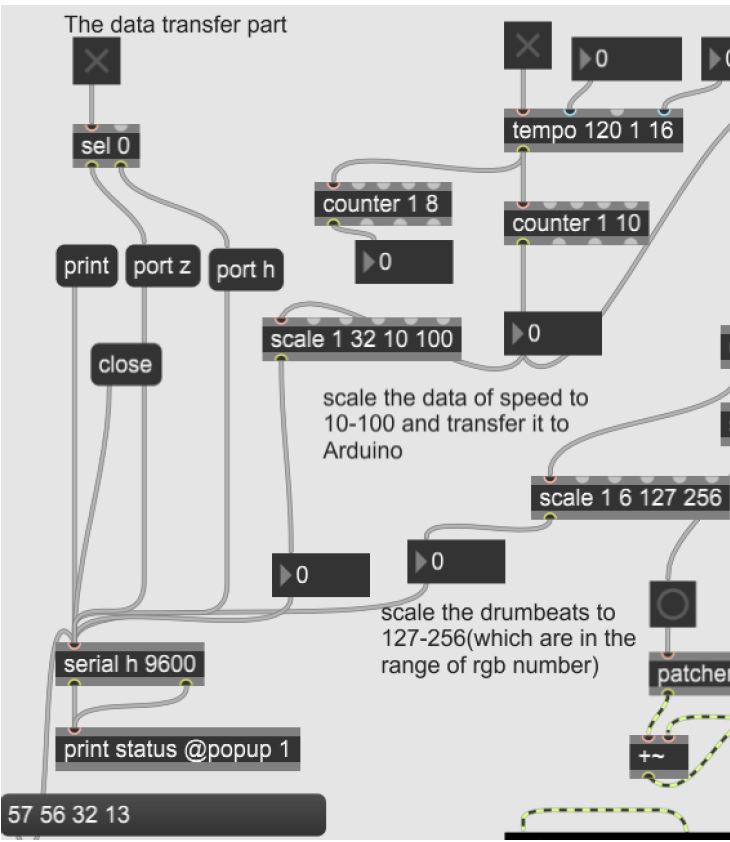 The data transfer part
0
0
sel 0
tempo 120 1 16
counter 1 8
counter 1 10
0
print
port z
port h
0
scale 1 32 10 100
close
scale the data of speed to
10-100 and transfer it to
Arduino
scale 1 6 127 256
0
0
scale the drumbeats to
127-256(which are in the
range of rgb number)
serial h 9600
patcher
print status @popup 1
+~
57 56 32 13